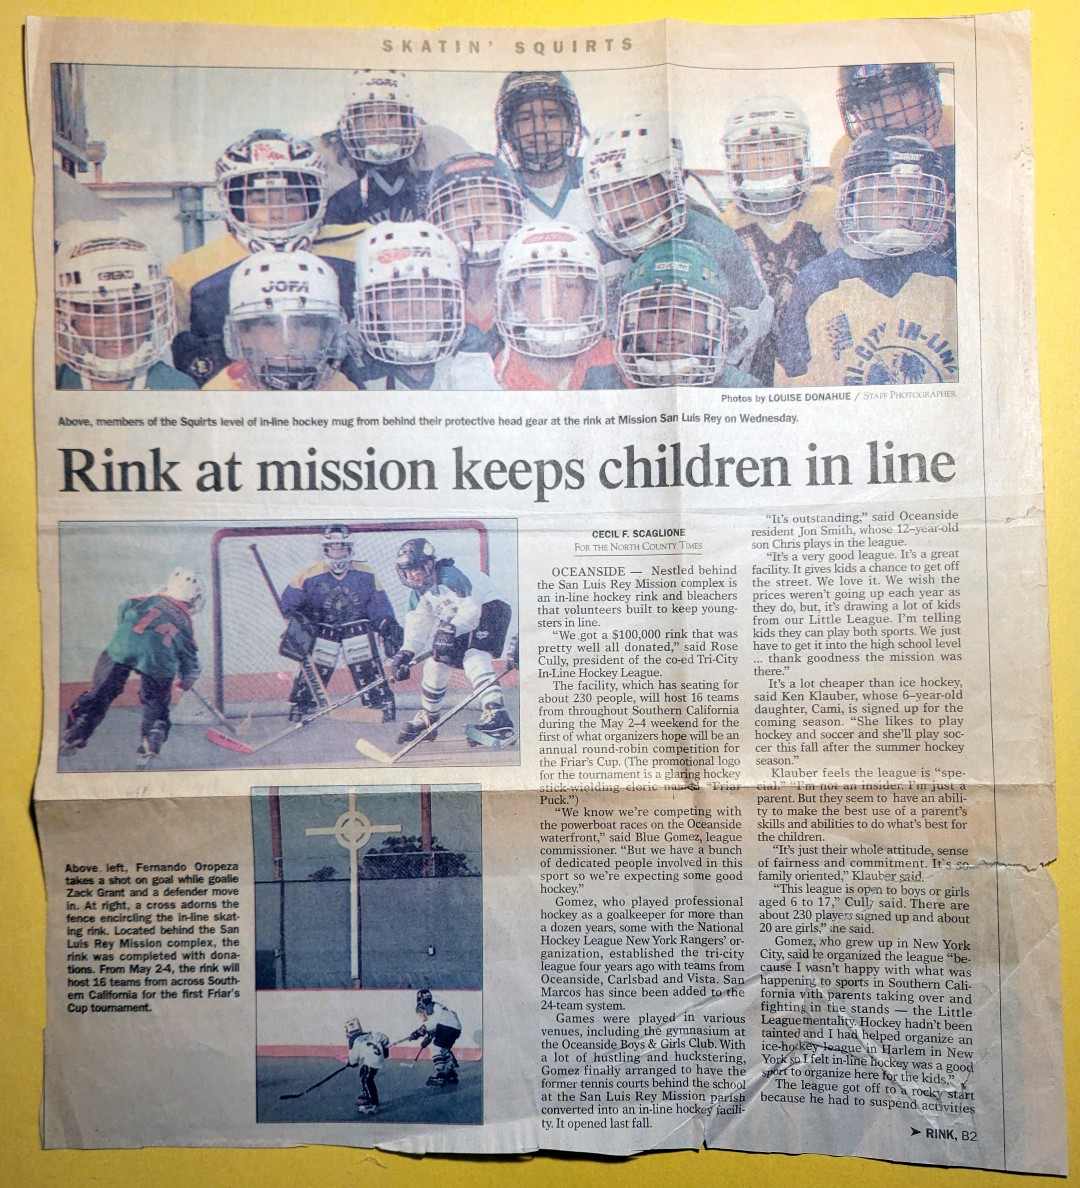 SKATIN' SQUIRTS
JOFA
JOFA
Cooper
CCM
JOFA
JOFA
CCM
TRI-CITY IN-LINE
Photos by LOUISE DONAHUE / STAFF PHOTOGRAPHER
Above, members of the Squirts level of in-line hockey mug from behind their protective head gear at the rink at Mission San Luis Rey on Wednesday.
Rink at mission keeps children in line
CECIL F. SCAGLIONE
FOR THE NORTH COUNTY TIMES
OCEANSIDE — Nestled behind
the San Luis Rey Mission complex is
an in-line hockey rink and bleachers
that volunteers built to keep young-
sters in line.
"We got a $100,000 rink that was
pretty well all donated," said Rose
Cully, president of the co-ed Tri-City
In-Line Hockey League.
The facility, which has seating for
about 230 people, will host 16 teams
from throughout Southern California
during the May 2–4 weekend for the
first of what organizers hope will be an
annual round-robin competition for
the Friar's Cup. (The promotional logo
for the tournament is a glaring hockey
stick-wielding cleric named "Friar
Puck.")
"We know we're competing with
the powerboat races on the Oceanside
waterfront," said Blue Gomez, league
commissioner. "But we have a bunch
of dedicated people involved in this
sport so we're expecting some good
hockey."
Gomez, who played professional
hockey as a goalkeeper for more than
a dozen years, some with the National
Hockey League New York Rangers' or-
ganization, established the tri-city
league four years ago with teams from
Oceanside, Carlsbad and Vista. San
Marcos has since been added to the
24-team system.
Games were played in various
venues, including the gymnasium at
the Oceanside Boys & Girls Club. With
a lot of hustling and huckstering,
Gomez finally arranged to have the
former tennis courts behind the school
at the San Luis Rey Mission parish
converted into an in-line hockey facili-
ty. It opened last fall.
"It's outstanding," said Oceanside
resident Jon Smith, whose 12–year-old
son Chris plays in the league.
"It's a very good league. It's a great
facility. It gives kids a chance to get off
the street. We love it. We wish the
prices weren't going up each year as
they do, but, it's drawing a lot of kids
from our Little League. I'm telling
kids they can play both sports. We just
have to get it into the high school level
... thank goodness the mission was
there."
It's a lot cheaper than ice hockey,
said Ken Klauber, whose 6–year-old
daughter, Cami, is signed up for the
coming season. "She likes to play
hockey and soccer and she'll play soc-
cer this fall after the summer hockey
season."
Klauber feels the league is "spe-
cial." "I'm not an insider. I'm just a
parent. But they seem to have an abili-
ty to make the best use of a parent's
skills and abilities to do what's best for
the children.
"It's just their whole attitude, sense
of fairness and commitment. It's so
family oriented," Klauber said.
"This league is open to boys or girls
aged 6 to 17," Cully said. There are
about 230 players signed up and about
20 are girls," she said.
Gomez, who grew up in New York
City, said he organized the league "be-
cause I wasn't happy with what was
happening to sports in Southern Cali-
fornia with parents taking over and
fighting in the stands — the Little
League mentality. Hockey hadn't been
tainted and I had helped organize an
ice-hockey league in Harlem in New
York so I felt in-line hockey was a good
sport to organize here for the kids."
The league got off to a rocky start
because he had to suspend activities
➤ RINK, B2
Above left, Fernando Oropeza
takes a shot on goal while goalie
Zack Grant and a defender move
in. At right, a cross adorns the
fence encircling the in-line skat-
ing rink. Located behind the San
Luis Rey Mission complex, the
rink was completed with dona-
tions. From May 2-4, the rink will
host 16 teams from across South-
ern California for the first Friar's
Cup tournament.